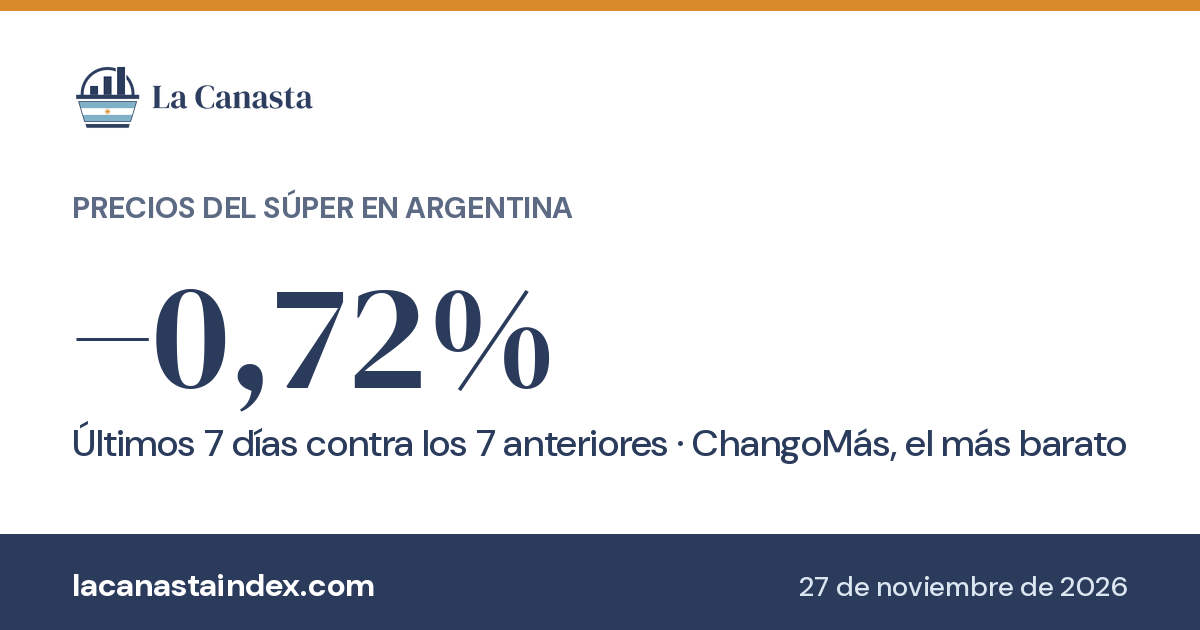 La Canasta
PRECIOS DEL SÚPER EN ARGENTINA
—0,72%
Últimos 7 días contra los 7 anteriores · ChangoMás, el más barato
lacanastaindex.com
27 de noviembre de 2026